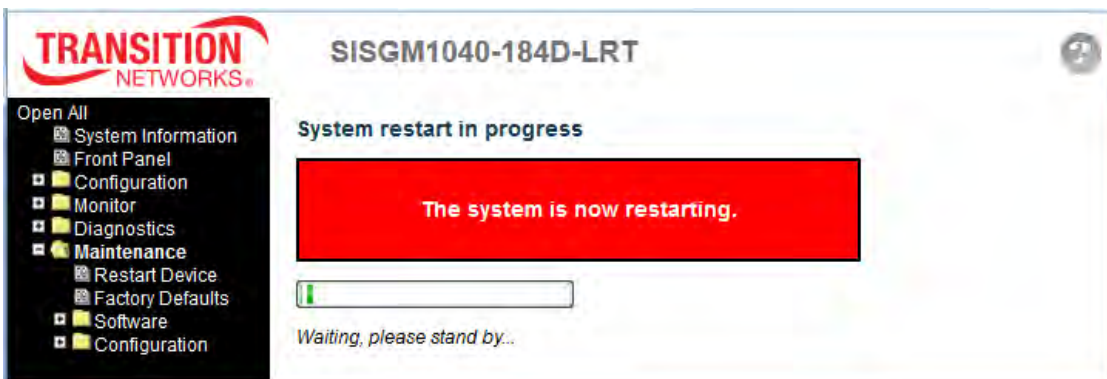 TRANSITION
NETWORKS®
SISGM1040-184D-LRT
Open All
System Information
Front Panel
Configuration
Monitor
Diagnostics
Maintenance
Restart Device
Factory Defaults
Software
Configuration
System restart in progress
The system is now restarting.
Waiting, please stand by...